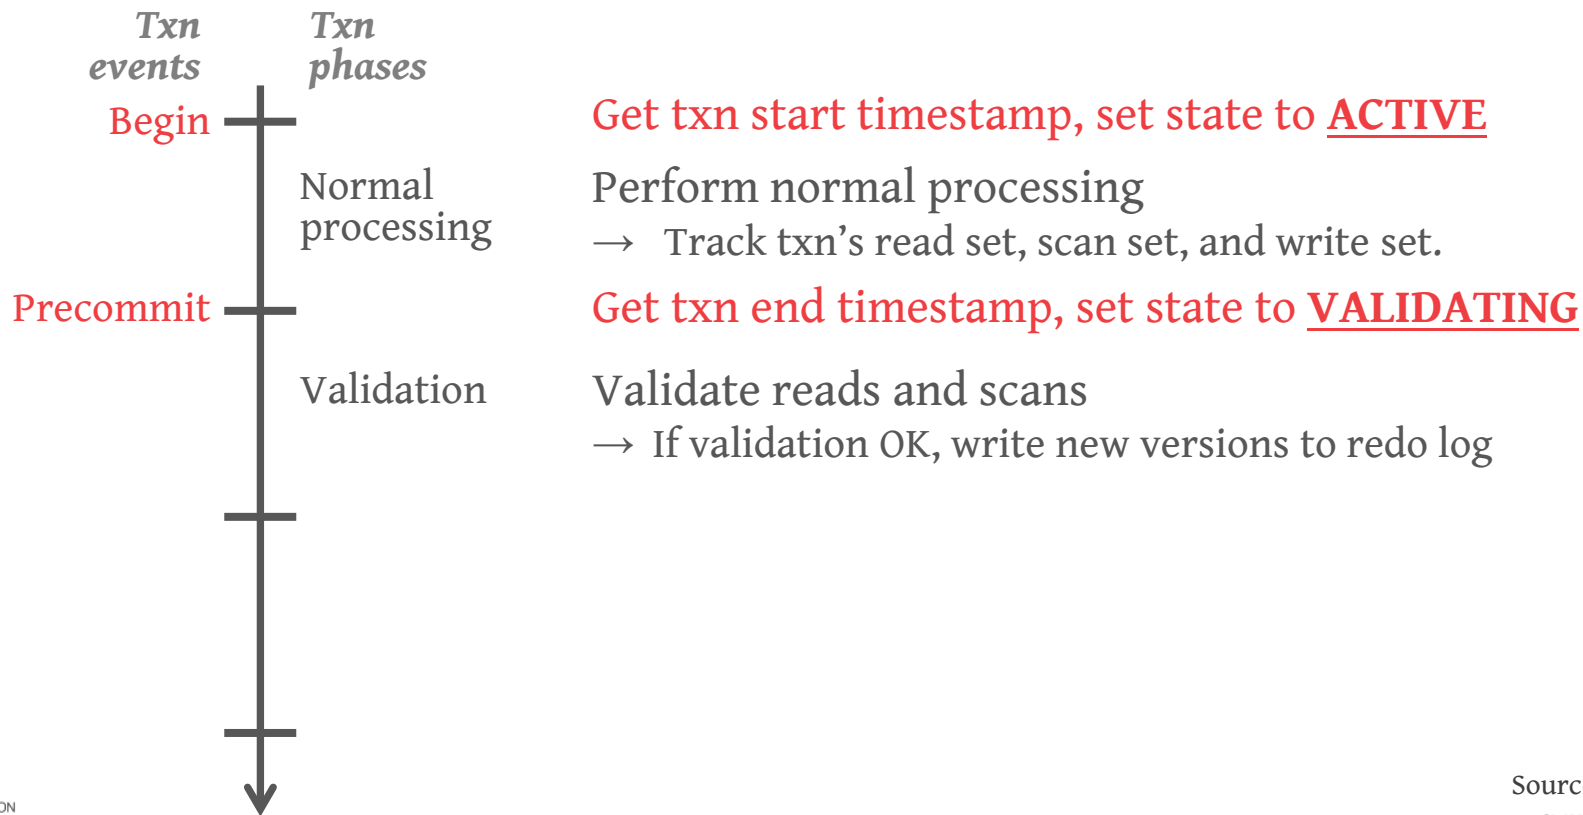 Txn
events
Txn
phases
Begin
Get txn start timestamp, set state to ACTIVE
Normal
processing
Perform normal processing
→ Track txn’s read set, scan set, and write set.
Precommit
Get txn end timestamp, set state to VALIDATING
Validation
Validate reads and scans
→ If validation OK, write new versions to redo log
Sourc
ON